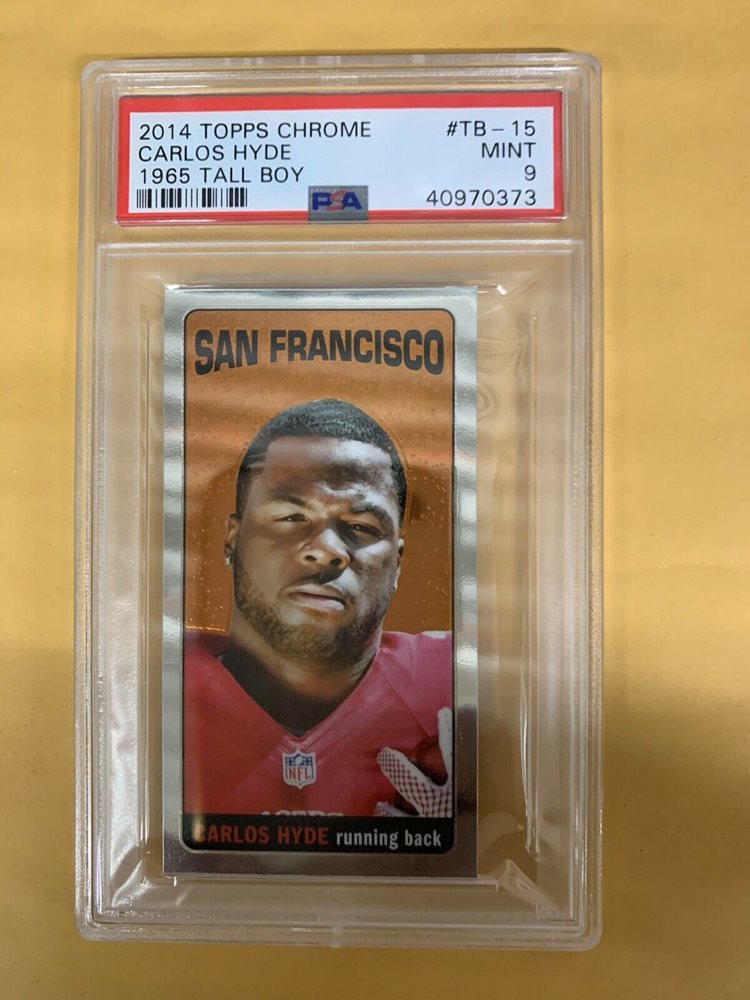 2014 TOPPS CHROME #TB-15
CARLOS HYDE MINT
1965 TALL BOY 9
PSA 40970373
SAN FRANCISCO
NFL
49ERS
CARLOS HYDE running back